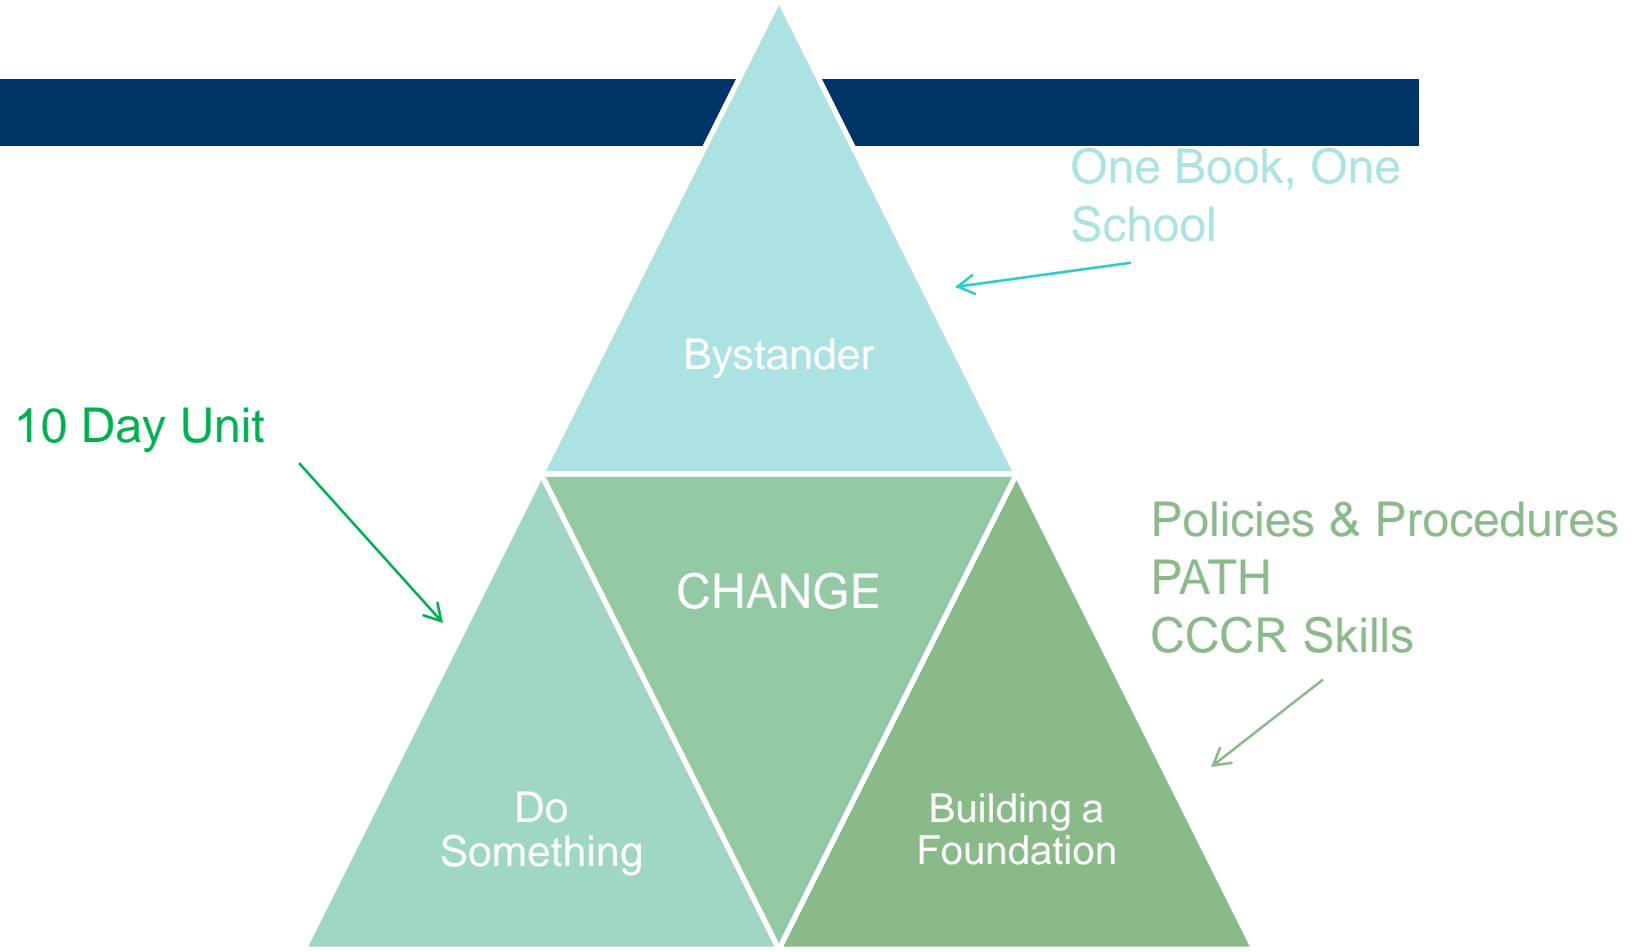 One Book, One
School
Bystander
10 Day Unit
Policies & Procedures
PATH
CCCR Skills
CHANGE
Do
Something
Building a
Foundation